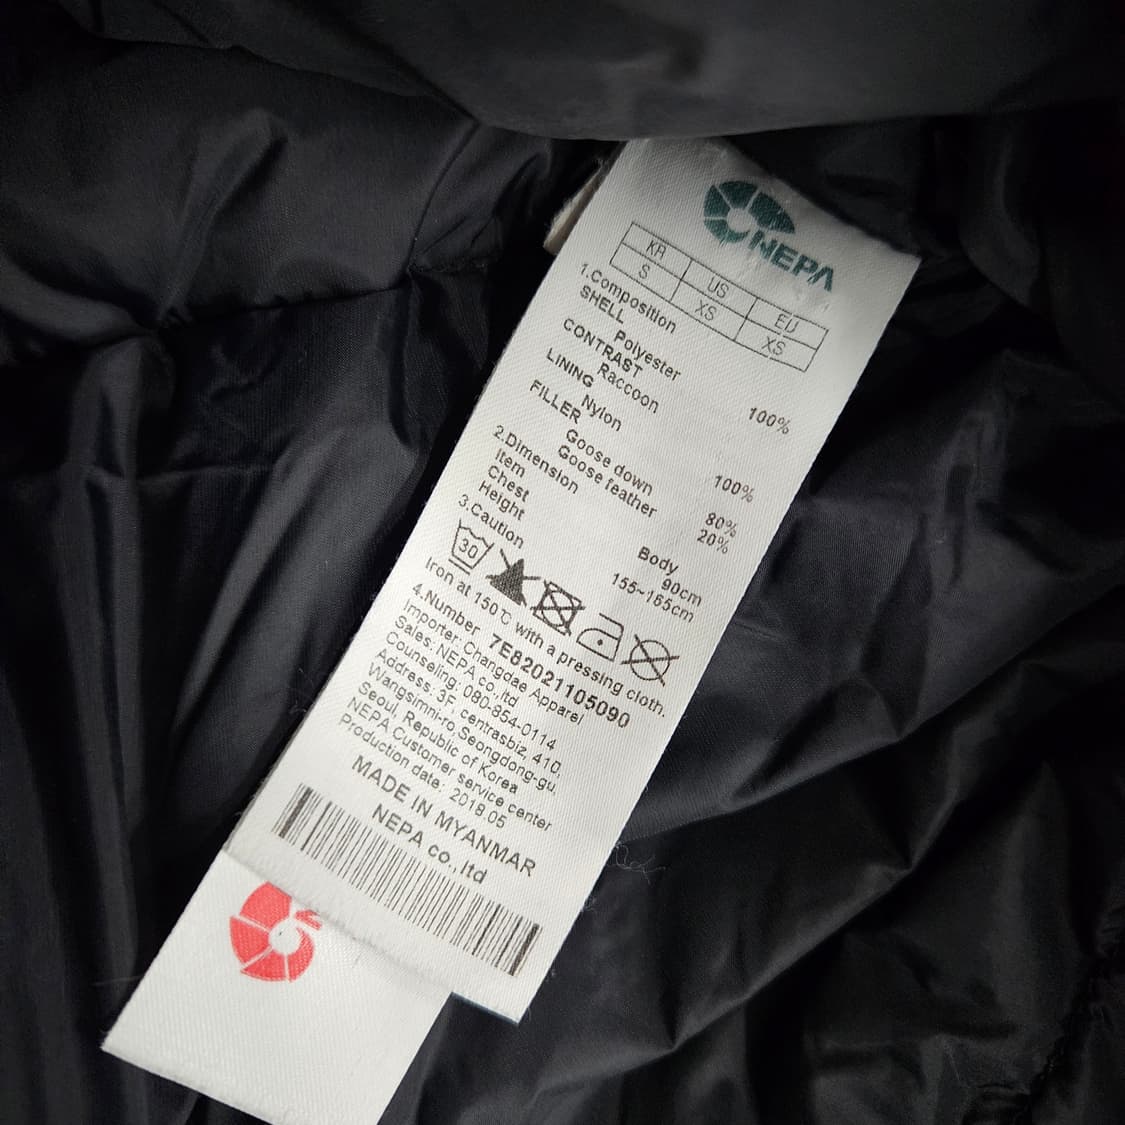 NEPA
KR US EU
S XS XS
1.Composition
SHELL
Polyester 100%
CONTRAST
Raccoon
LINING
Nylon 100%
FILLER
Goose down 80%
Goose feather 20%
2.Dimension
Item Body
Chest 90cm
Height 155~165cm
3.Caution
30
Iron at 150℃ with a pressing cloth.
4.Number 7E82021105090
Importer: Changdae Apparel
Sales: NEPA co.,ltd
Counseling: 080-854-0114
Address: 3F, centrasbiz, 410,
Wangsimni-ro,Seongdong-gu,
Seoul, Republic of Korea
NEPA Customer service center
Production date: 2018.05
MADE IN MYANMAR
NEPA co.,ltd